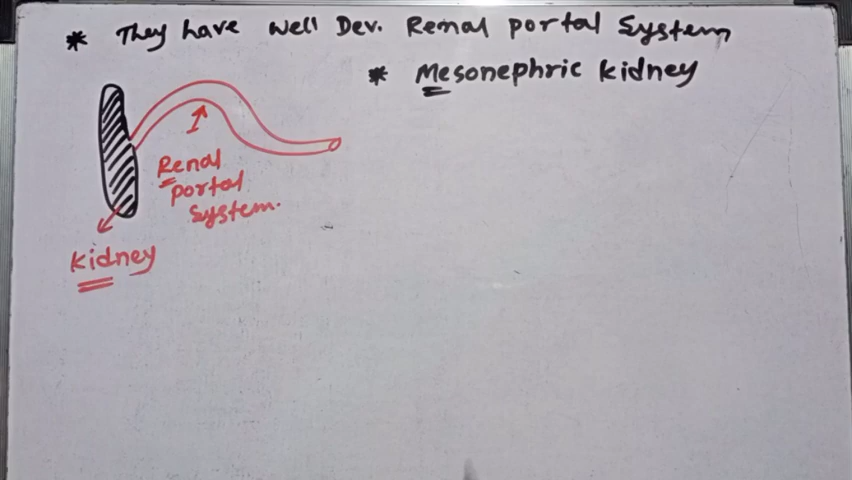 * They have well Dev. Renal portal System
* Mesonephric kidney
Renal
portal
System.
kidney